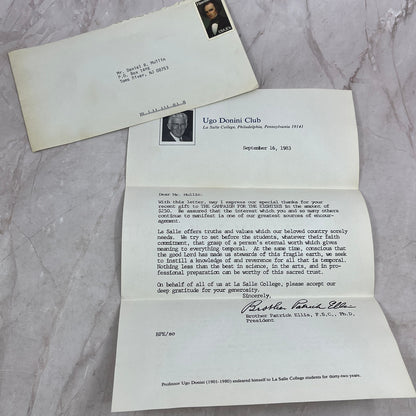 Mr. Daniel R. Mullin
P.O. Box
Toms River, NJ 08753
Ugo Donini Club
La Salle College, Philadelphia, Pennsylvania 19141
September 16, 1983
Dear Mr. Mullin:
With this letter, may I express our special thanks for your
recent gift to THE CAMPAIGN FOR THE EIGHTIES in the amount of
$250. Be assured that the interest which you and so many others
continue to manifest is one of our greatest sources of encour-
agement.
La Salle offers truths and values which our beloved country sorely
needs. We try to set before the students, whatever their faith
commitment, that grasp of a person's eternal worth which gives
meaning to everything temporal. At the same time, conscious that
the good Lord has made us stewards of this fragile earth, we seek
to instill a knowledge of and reverence for all that is temporal.
Nothing less than the best in science, in the arts, and in pro-
fessional preparation can be worthy of this sacred trust.
On behalf of all of us at La Salle College, please accept our
deep gratitude for your generosity.
Sincerely,
Brother Patrick Ellis
Brother Patrick Ellis, F.S.C., Ph.D.
President
BPE/mo
Professor Ugo Donini (1901-1980) endeared himself to La Salle College students for thirty-two years.